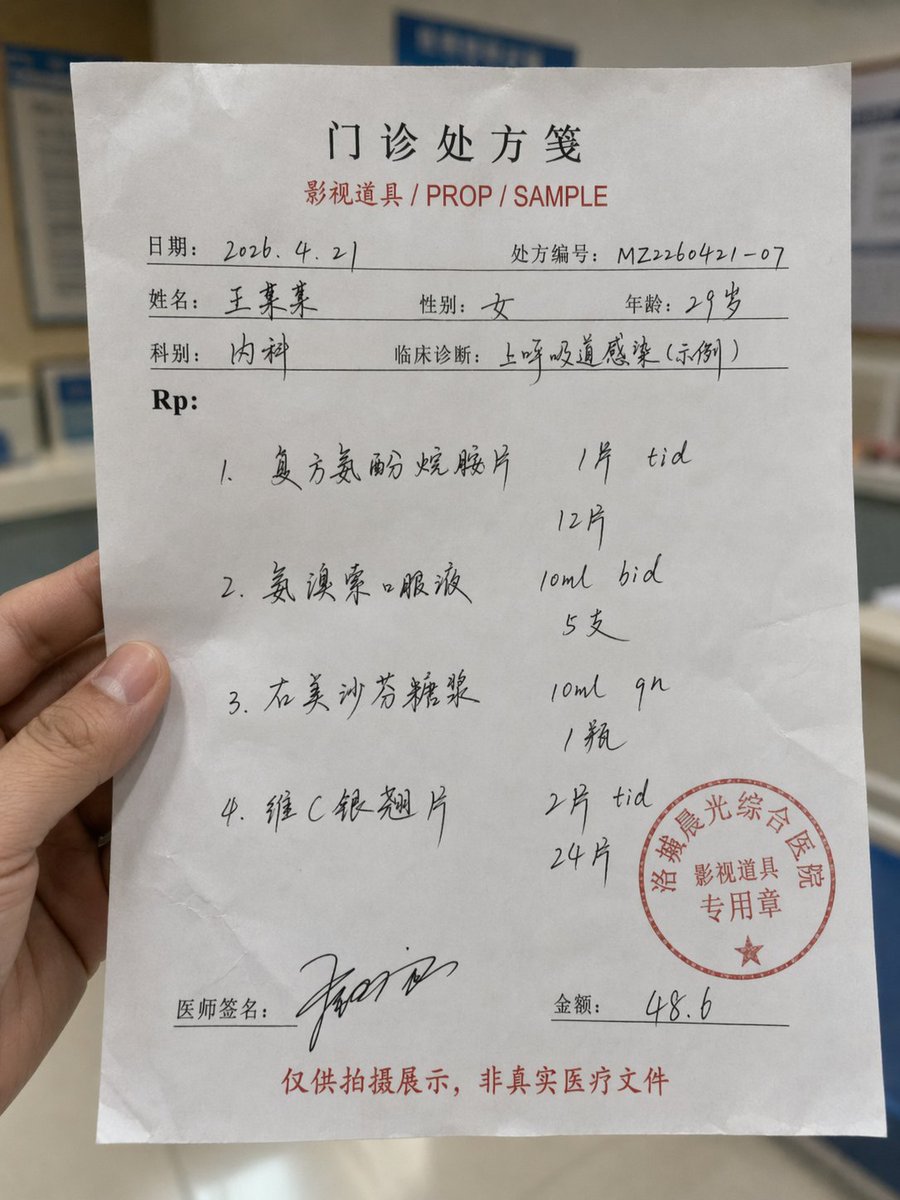 门诊处方笺
影视道具 / PROP / SAMPLE
日期： 2026.4.21 处方编号： MZ2260421-07
姓名： 王某某 性别： 女 年龄： 29岁
科别： 内科 临床诊断： 上呼吸道感染（示例）
Rp:
1. 复方氨酚烷胺片 1片 tid
12片
2. 氨溴索口服液 10ml bid
5支
3. 右美沙芬糖浆 10ml qn
1瓶
4. 维C银翘片 2片 tid
24片
洛城晨光综合医院
影视道具
专用章
医师签名： 金额： 48.6
仅供拍摄展示，非真实医疗文件